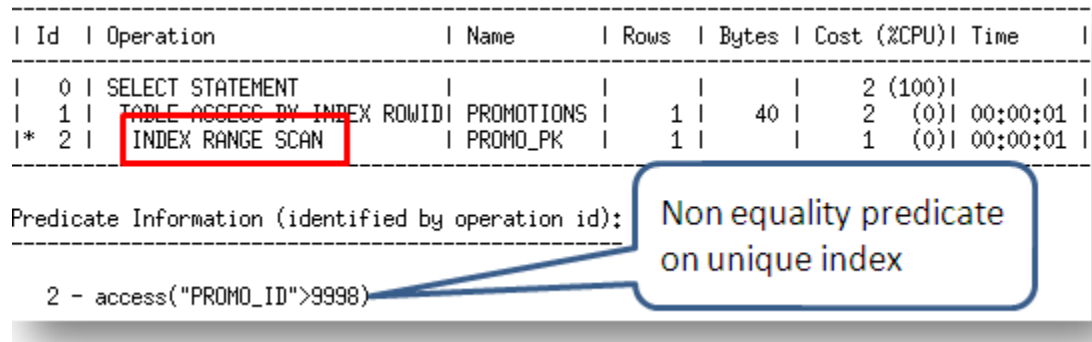 | Id | Operation | Name | Rows | Bytes | Cost (%CPU)| Time |
| 0 | SELECT STATEMENT | | | | 2 (100)| |
| 1 | TABLE ACCESS BY INDEX ROWID| PROMOTIONS | 1 | 40 | 2 (0)| 00:00:01 |
|* 2 | INDEX RANGE SCAN | PROMO_PK | 1 | | 1 (0)| 00:00:01 |
Predicate Information (identified by operation id):
Non equality predicate
on unique index
2 - access("PROMO_ID">9998)